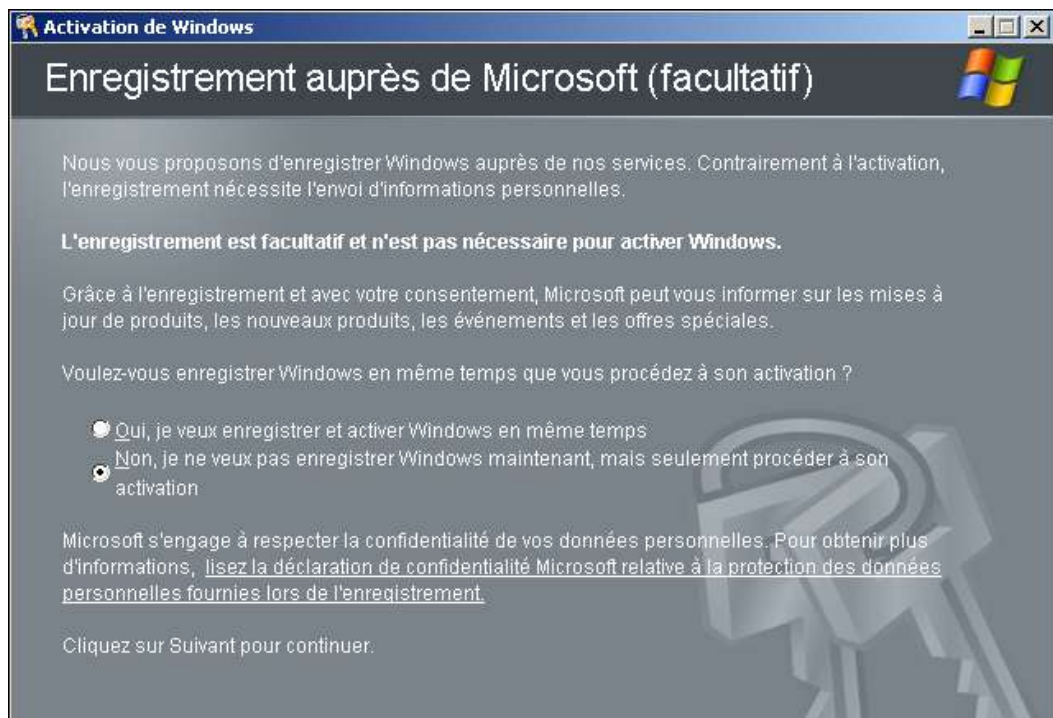 Activation de Windows
Enregistrement auprès de Microsoft (facultatif)
Nous vous proposons d'enregistrer Windows auprès de nos services. Contrairement à l'activation,
l'enregistrement nécessite l'envoi d'informations personnelles.
L'enregistrement est facultatif et n'est pas nécessaire pour activer Windows.
Grâce à l'enregistrement et avec votre consentement, Microsoft peut vous informer sur les mises à
jour de produits, les nouveaux produits, les événements et les offres spéciales.
Voulez-vous enregistrer Windows en même temps que vous procédez à son activation ?
Oui, je veux enregistrer et activer Windows en même temps
Non, je ne veux pas enregistrer Windows maintenant, mais seulement procéder à son
activation
Microsoft s'engage à respecter la confidentialité de vos données personnelles. Pour obtenir plus
d'informations, lisez la déclaration de confidentialité Microsoft relative à la protection des données
personnelles fournies lors de l'enregistrement.
Cliquez sur Suivant pour continuer.